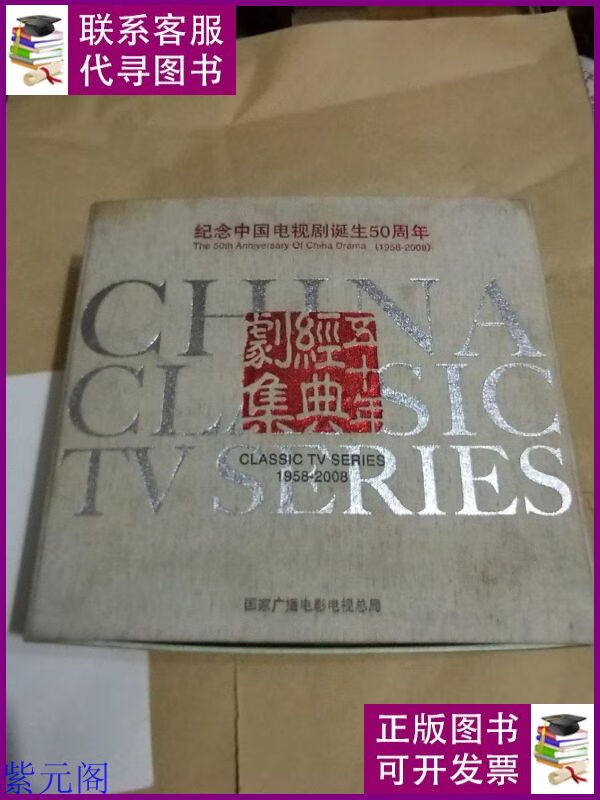 联系客服
代寻图书
纪念中国电视剧诞生50周年
The 50th Anniversary Of China Drama (1958-2008)
CHINA
CLASSIC
TV SERIES
五十年
經典
劇集
CLASSIC TV SERIES
1958-2008
国家广播电影电视总局
正版图书
可开发票
紫元阁